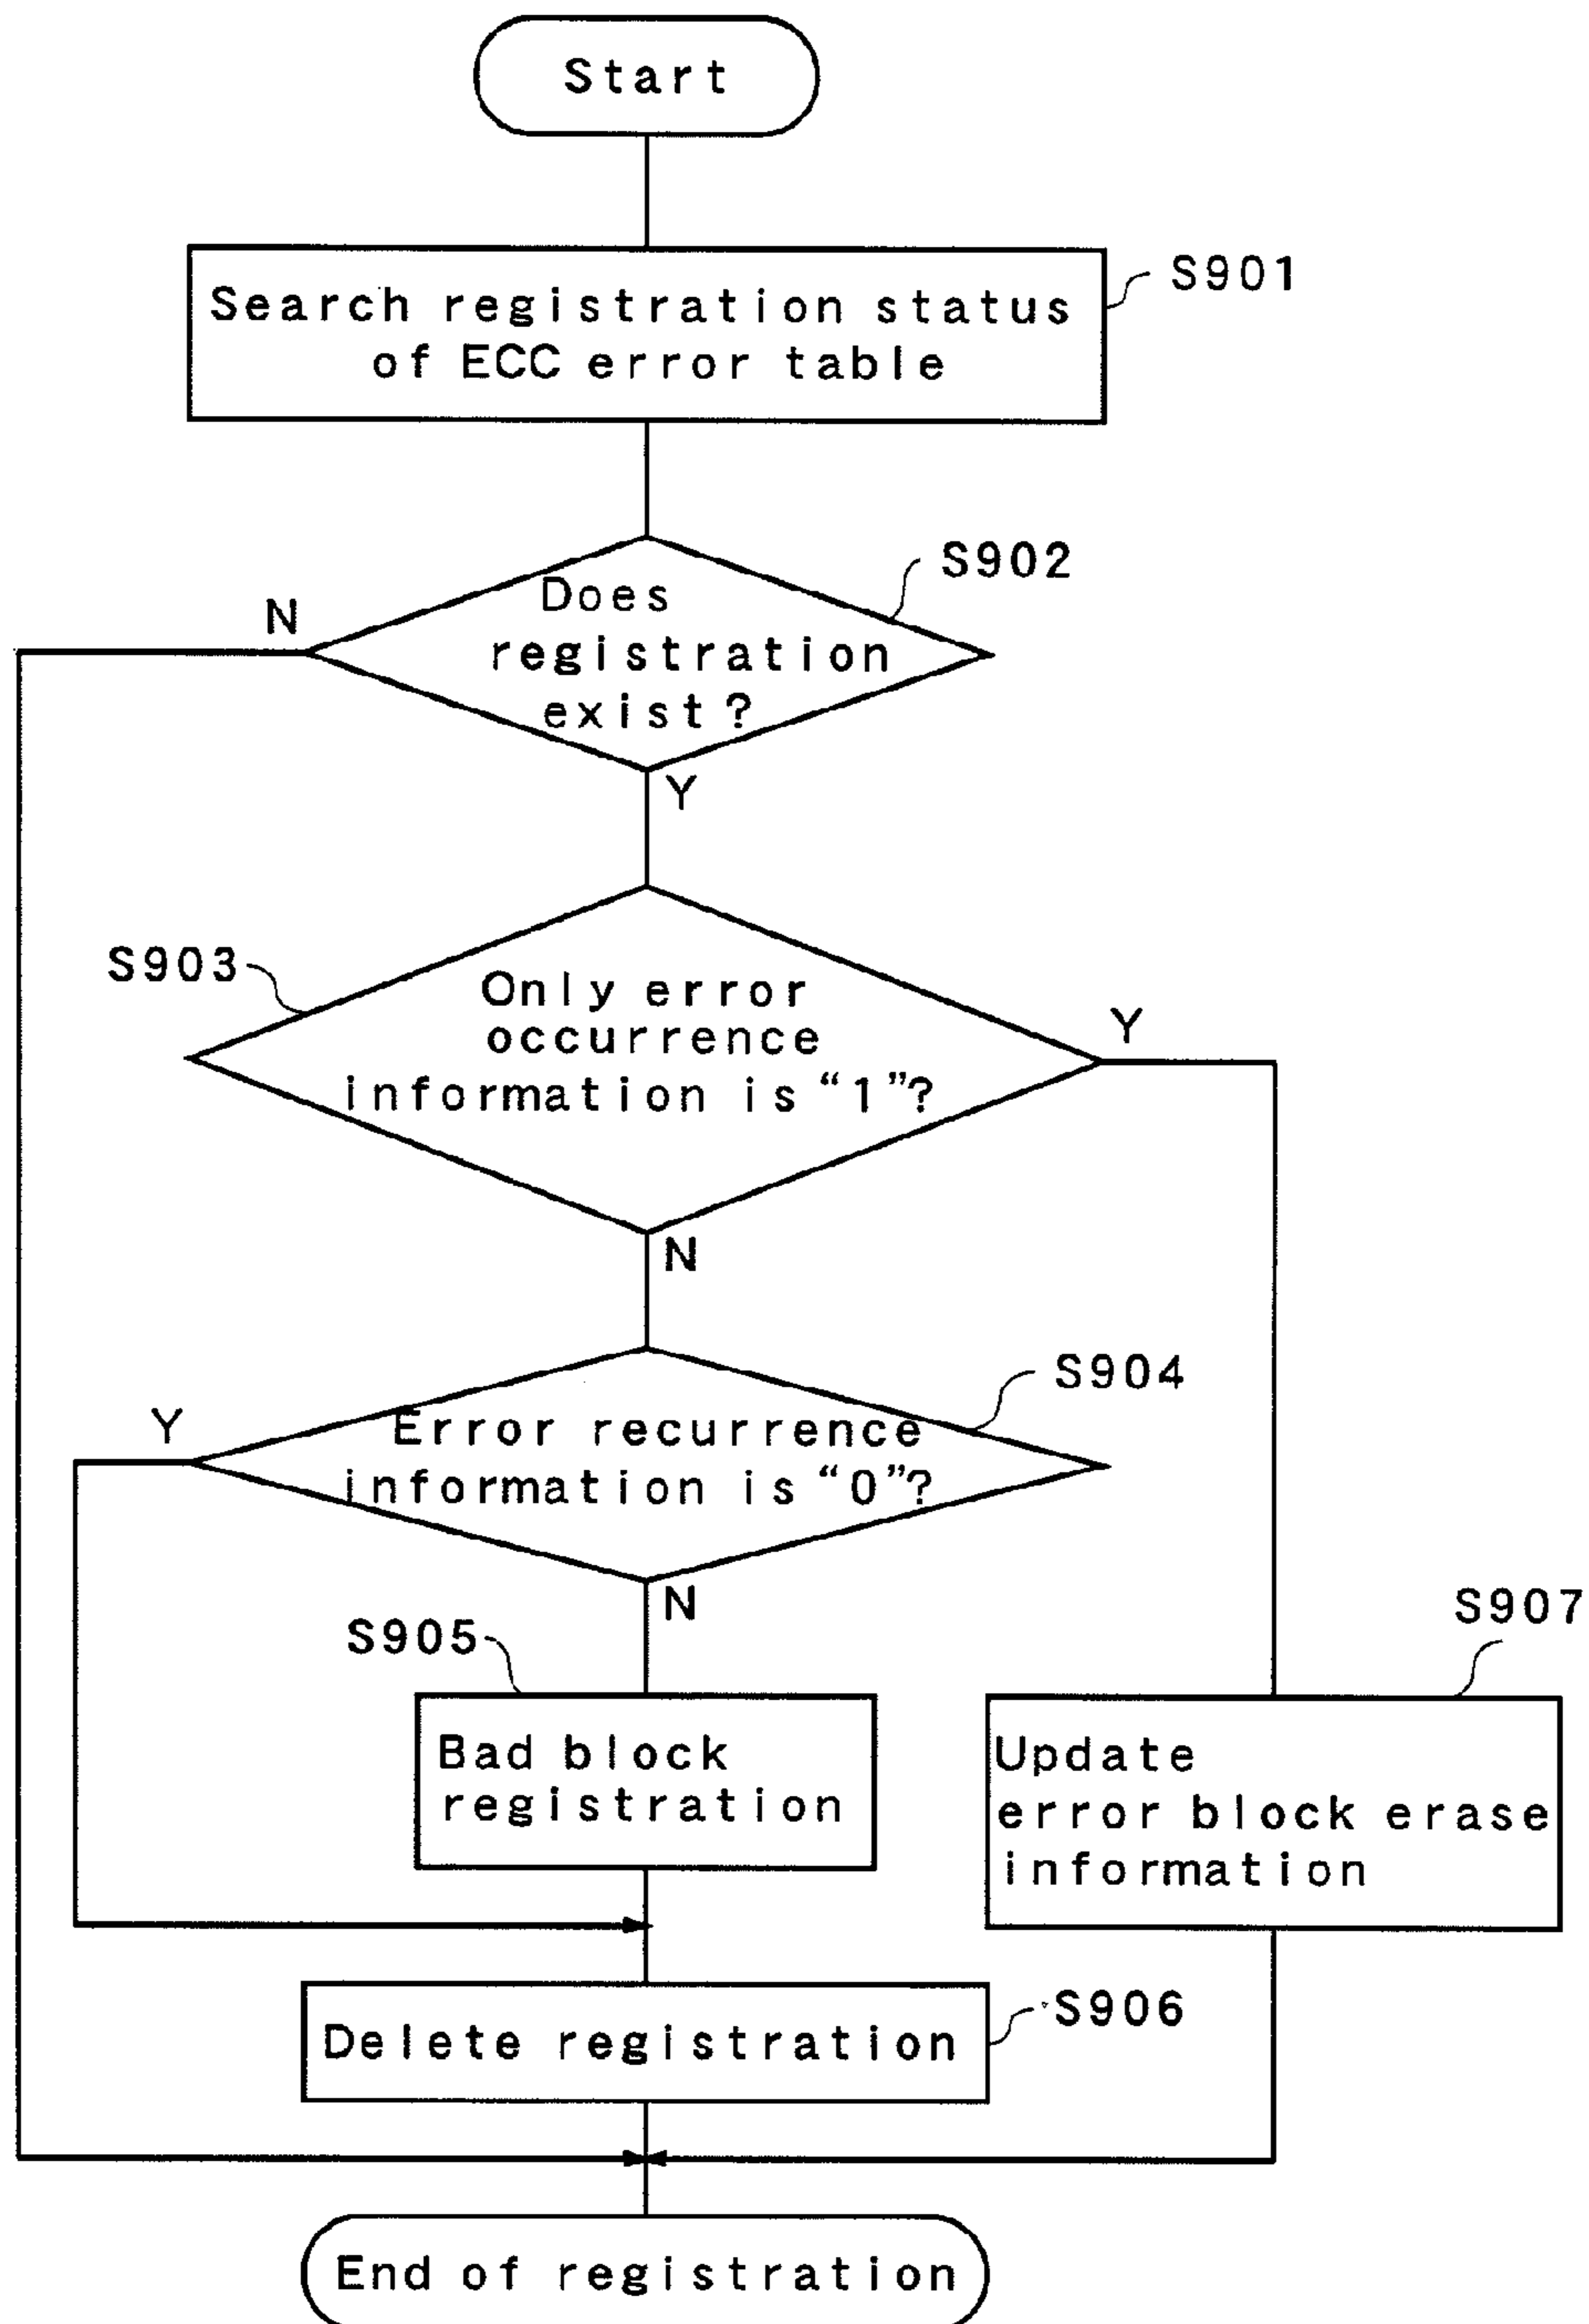 Start
Search registration status
of ECC error table
S901
S902
N
Does
registration
exist?
Y
S903
Only error
occurrence
information is “1”?
Y
N
S904
Y
Error recurrence
information is “0”?
N
S905
S907
Bad block
registration
Update
error block erase
information
Delete registration
S906
End of registration